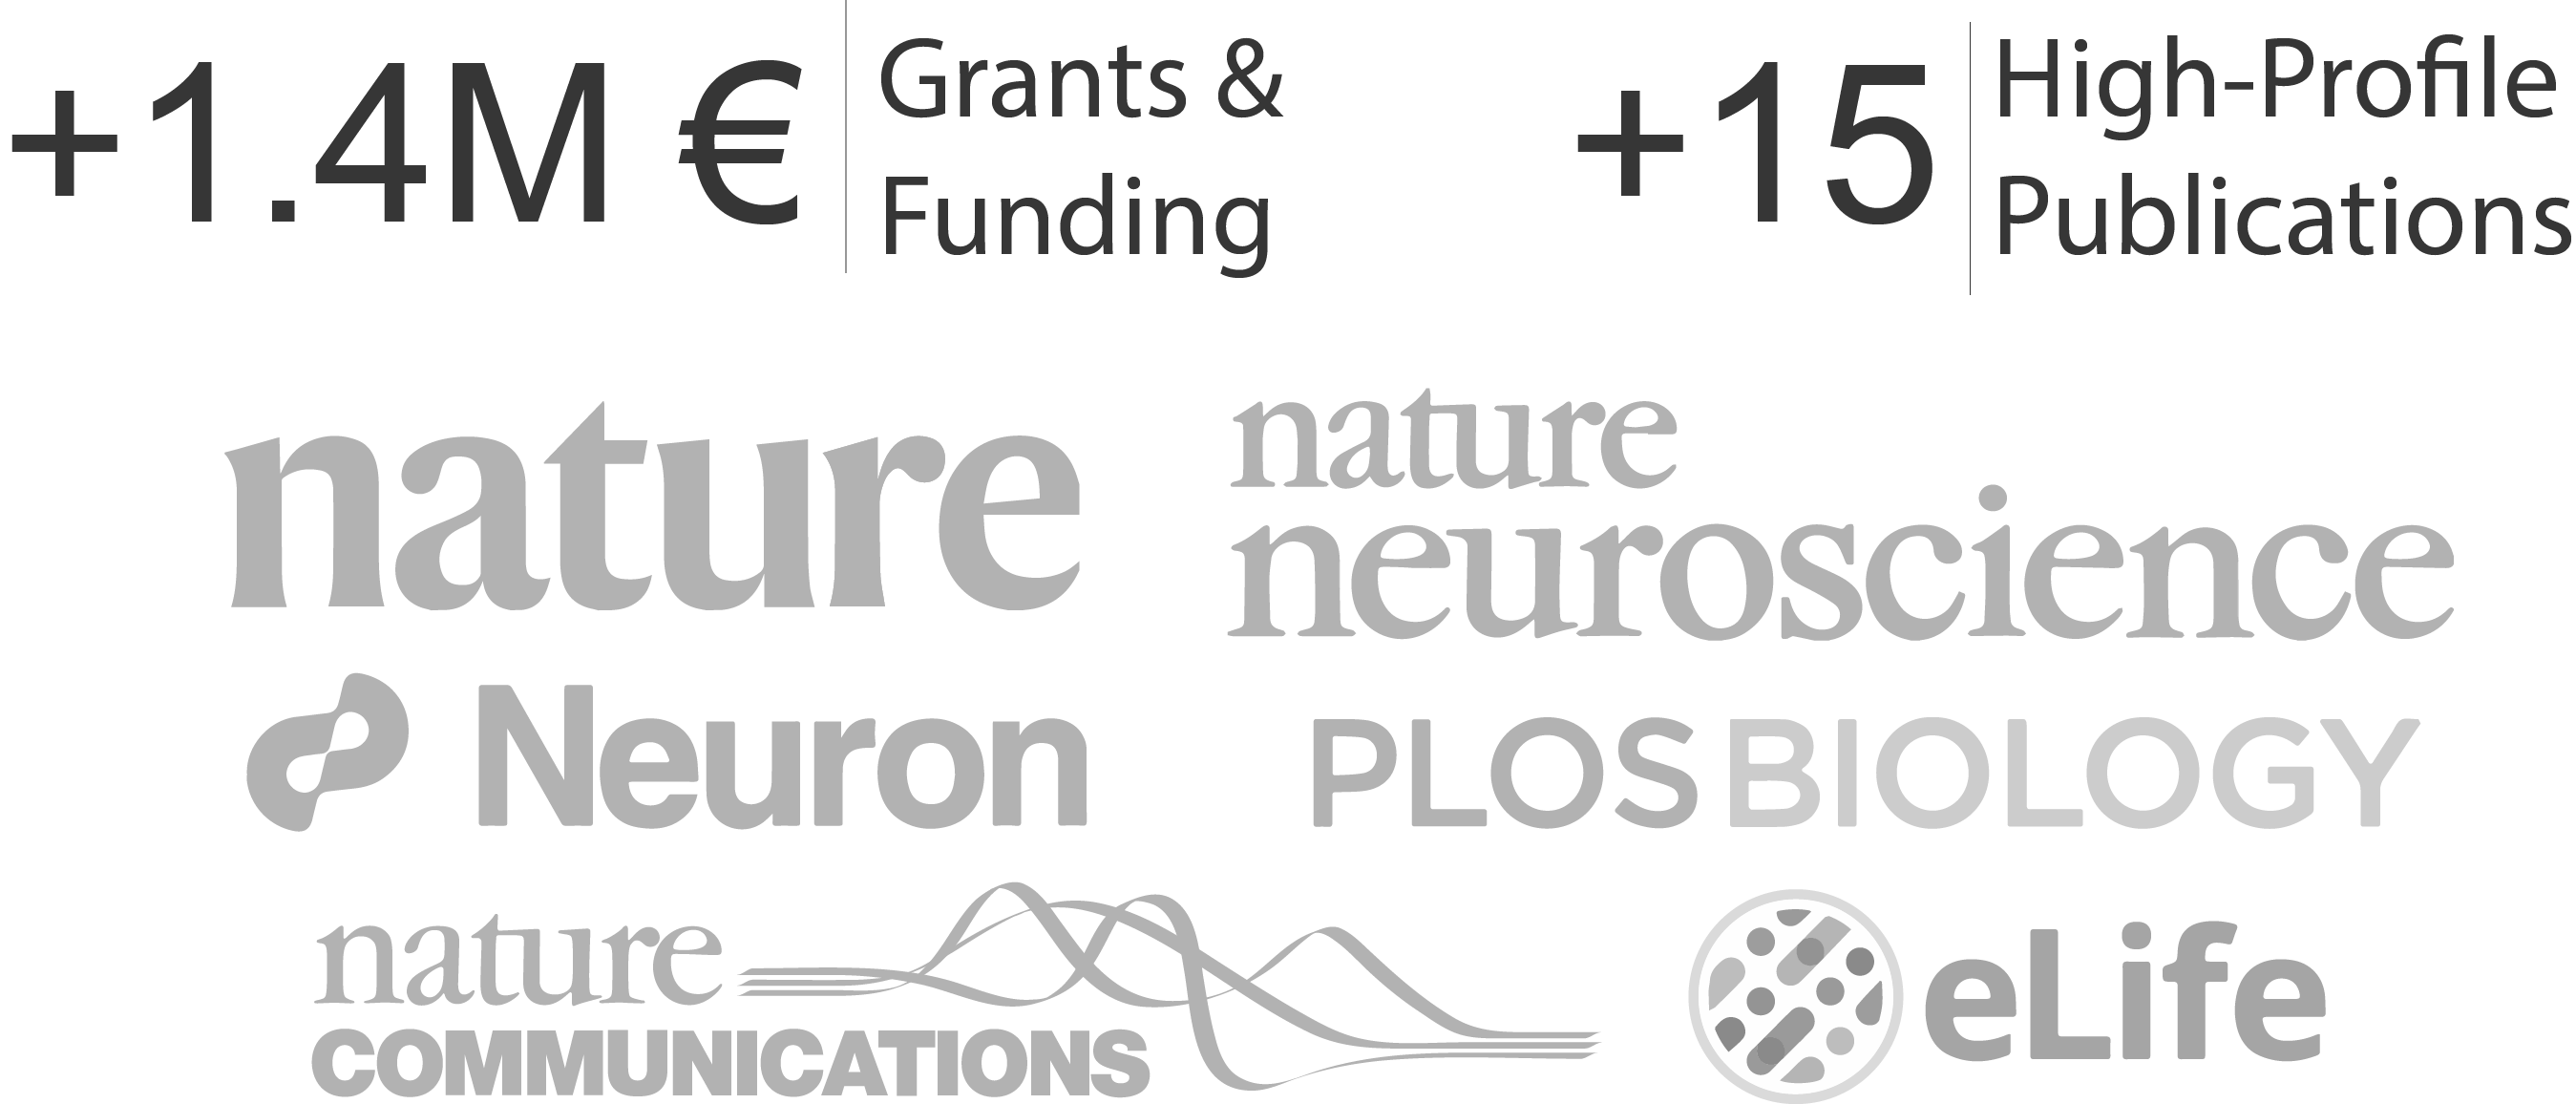 +1.4M €
Grants &
Funding
+15
High-Profile
Publications
nature
nature
neuroscience
Neuron
PLOS BIOLOGY
nature
COMMUNICATIONS
eLife